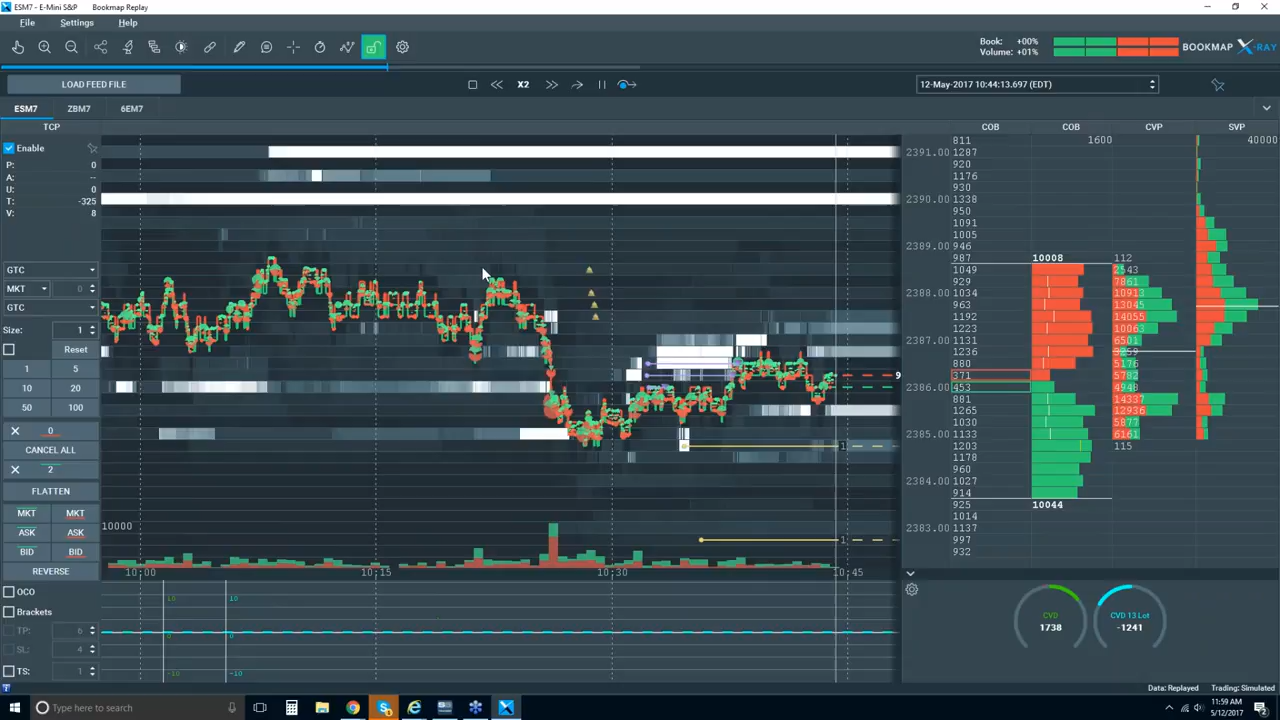 ESM7 - E-Mini S&P
Bookmap Replay
File
Settings
Help
Book: +00%
Volume: +01%
BOOKMAP X-RAY
LOAD FEED FILE
X2
12-May-2017 10:44:13.697 (EDT)
ESM7
ZBM7
6EM7
TCP
COB
COB
CVP
SVP
Enable
P: 0
A: --
U: 0
T: -325
V: 8
GTC
MKT
0
GTC
Size: 1
Reset
1 5
10 20
50 100
0
CANCEL ALL
2
FLATTEN
MKT MKT
ASK ASK
BID BID
REVERSE
OCO
Brackets
TP: 6
SL: 4
TS: 1
10000
10:00
10:15
10:30
10:45
10
10
0
0
-10
-10
9
1
1
2391.00
2390.00
2389.00
2388.00
2387.00
2386.00
2385.00
2384.00
2383.00
811
1287
920
1176
930
1338
950
1091
1005
946
987
1049
929
1034
963
1192
1223
1131
1236
880
371
453
881
1265
1030
1133
1203
1178
960
1027
914
925
1014
1137
997
932
1600
10008
10044
112
2543
7861
10913
13045
14055
10063
6501
3259
5176
5782
4948
14337
12936
5877
6161
115
40000
CVD
1738
CVD 13 Lot
-1241
Data: Replayed
Trading: Simulated
Type here to search
11:59 AM
5/12/2017